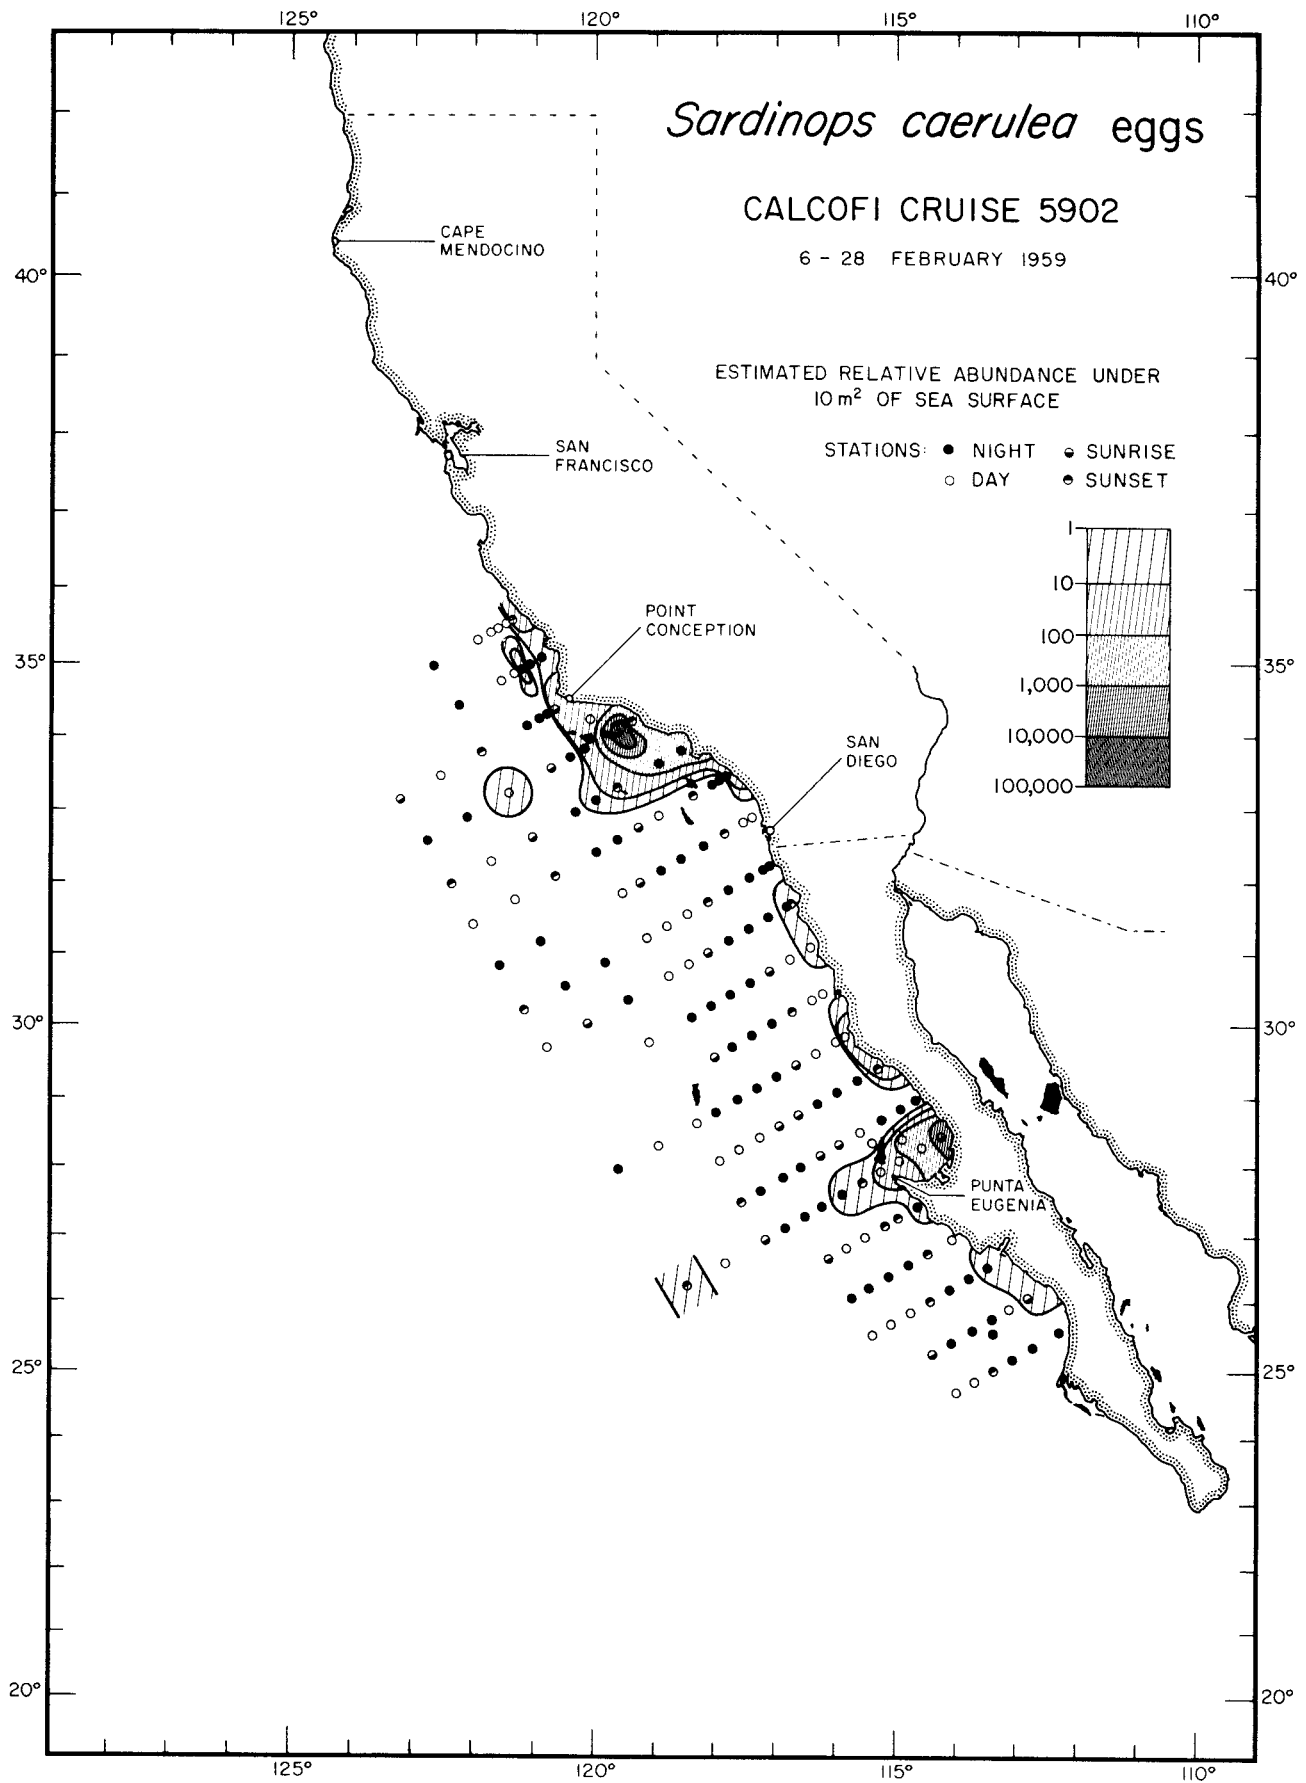 125° 120° 115° 110°
Sardinops caerulea eggs
CALCOFI CRUISE 5902
6 - 28 FEBRUARY 1959
CAPE
MENDOCINO
40° 40°
ESTIMATED RELATIVE ABUNDANCE UNDER
10 m² OF SEA SURFACE
STATIONS: ● NIGHT SUNRISE
○ DAY SUNSET
SAN
FRANCISCO
1
10
100
1,000
10,000
100,000
POINT
CONCEPTION
35° 35°
SAN
DIEGO
30° 30°
PUNTA
EUGENIA
25° 25°
20° 20°
125° 120° 115° 110°